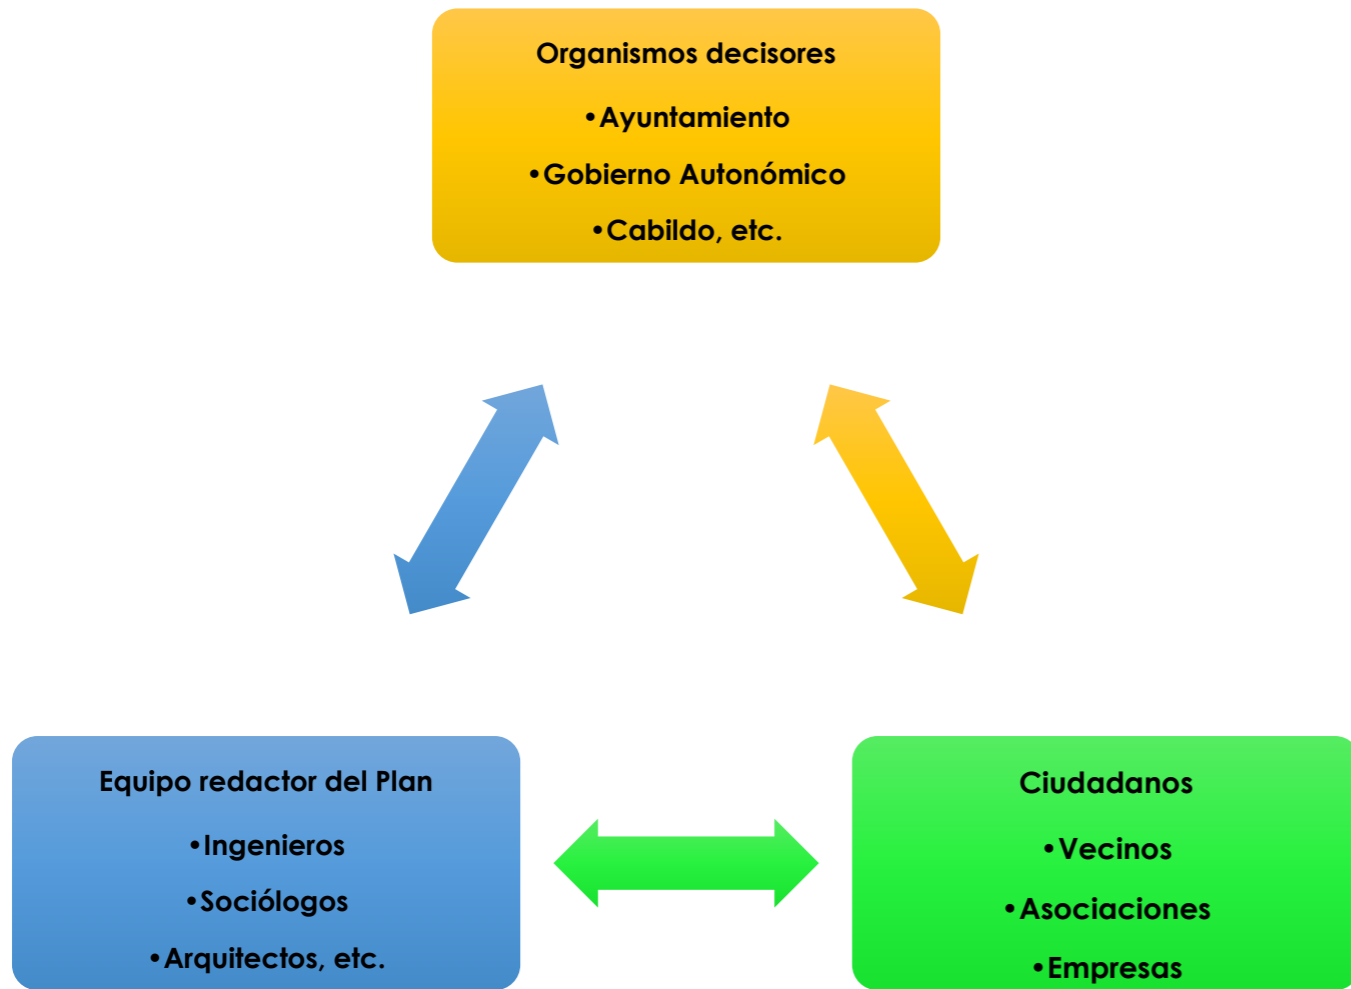 Organismos decisores
•Ayuntamiento
•Gobierno Autonómico
•Cabildo, etc.
Equipo redactor del Plan
•Ingenieros
•Sociólogos
•Arquitectos, etc.
Ciudadanos
•Vecinos
•Asociaciones
•Empresas